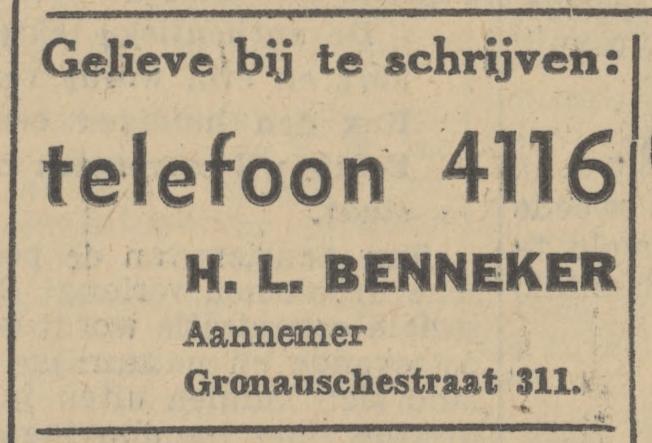 Gelieve bij te schrijven:
telefoon 4116
H. L. BENNEKER
Aannemer
Gronauschestraat 311.